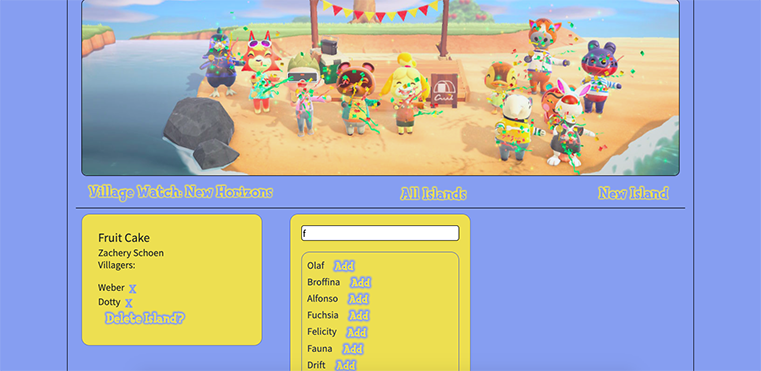 Village Watch: New Horizons
All Islands
New Island
Fruit Cake
Zachery Schoen
Villagers:
Weber X
Dotty X
Delete Island?
f
Olaf Add
Broffina Add
Alfonso Add
Fuchsia Add
Felicity Add
Fauna Add
Drift Add